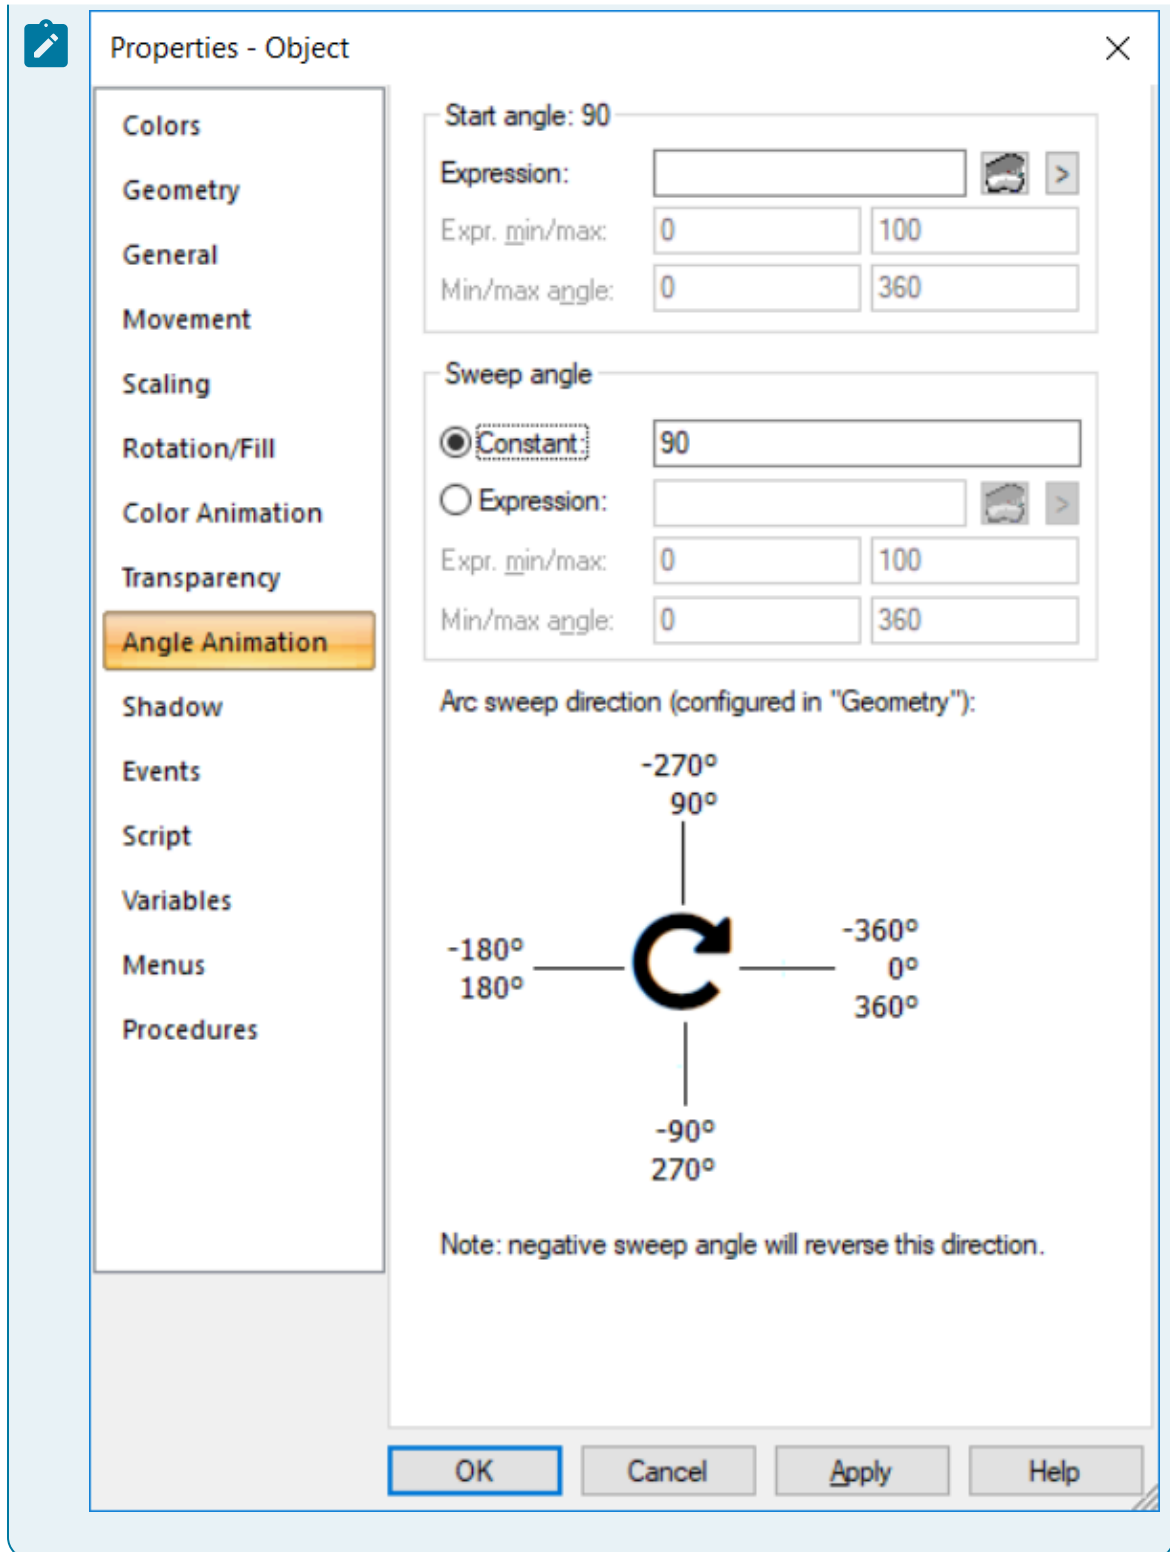 Properties - Object
Colors
Geometry
General
Movement
Scaling
Rotation/Fill
Color Animation
Transparency
Angle Animation
Shadow
Events
Script
Variables
Menus
Procedures
Start angle: 90
Expression:
>
Expr. min/max: 0 100
Min/max angle: 0 360
Sweep angle
Constant: 90
Expression:
>
Expr. min/max: 0 100
Min/max angle: 0 360
Arc sweep direction (configured in "Geometry"):
-270º
90º
-180º
180º
-360º
0º
360º
-90º
270º
Note: negative sweep angle will reverse this direction.
OK Cancel Apply Help